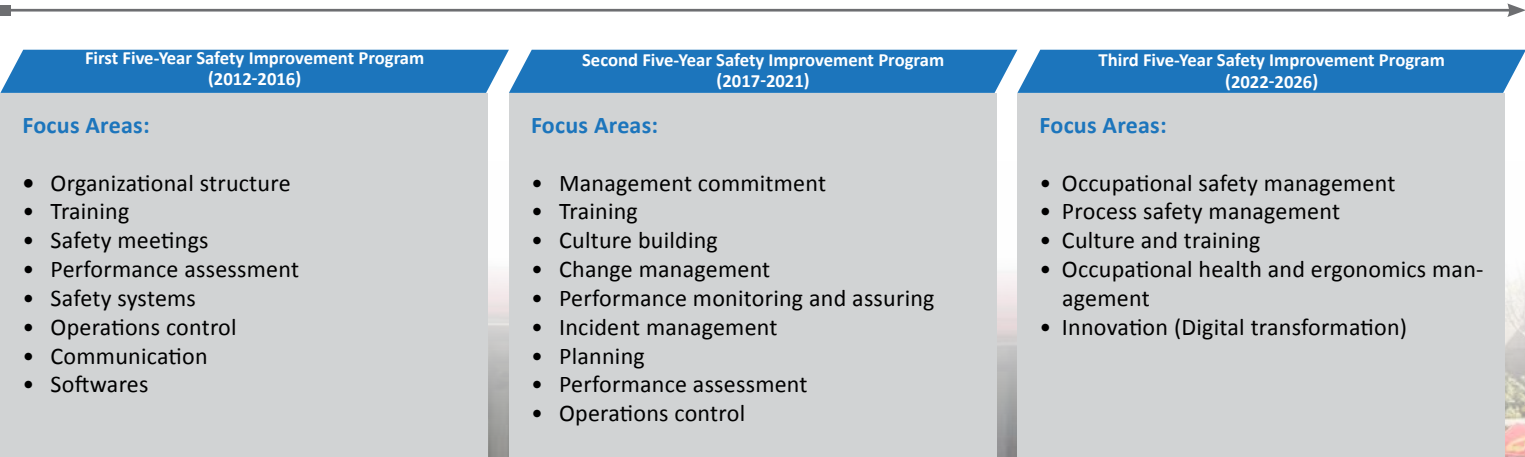 First Five-Year Safety Improvement Program
(2012-2016)
Focus Areas:
• Organizational structure
• Training
• Safety meetings
• Performance assessment
• Safety systems
• Operations control
• Communication
• Softwares
Second Five-Year Safety Improvement Program
(2017-2021)
Focus Areas:
• Management commitment
• Training
• Culture building
• Change management
• Performance monitoring and assuring
• Incident management
• Planning
• Performance assessment
• Operations control
Third Five-Year Safety Improvement Program
(2022-2026)
Focus Areas:
• Occupational safety management
• Process safety management
• Culture and training
• Occupational health and ergonomics man-
agement
• Innovation (Digital transformation)